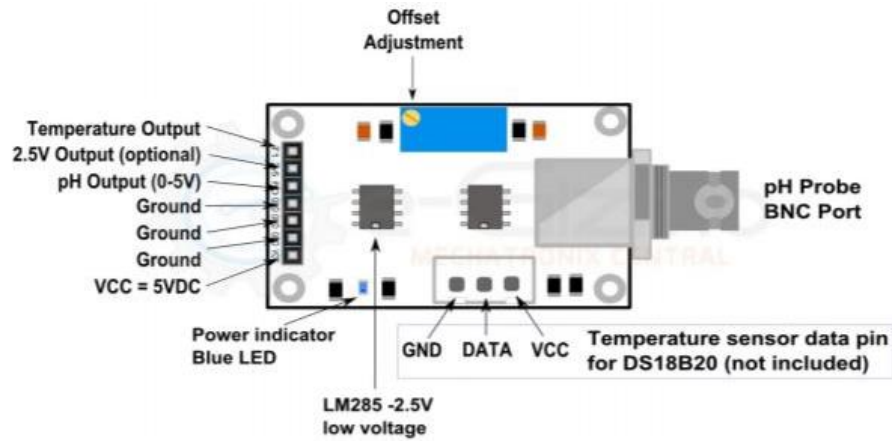 Offset
Adjustment
Temperature Output
2.5V Output (optional)
pH Output (0-5V)
Ground
Ground
Ground
VCC = 5VDC
pH Probe
BNC Port
MECHATRONIX CENTRAL
Power indicator
Blue LED
GND DATA VCC
Temperature sensor data pin
for DS18B20 (not included)
LM285 -2.5V
low voltage